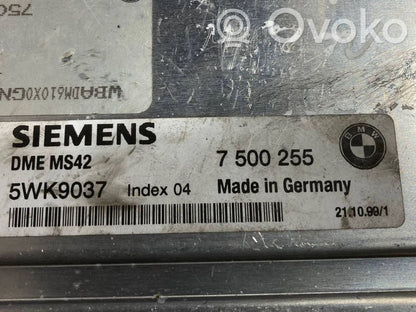 Ovoko
SIEMENS
DME MS42
7 500 255
BMW
5WK9037 Index 04 Made in Germany
21.10.99/1